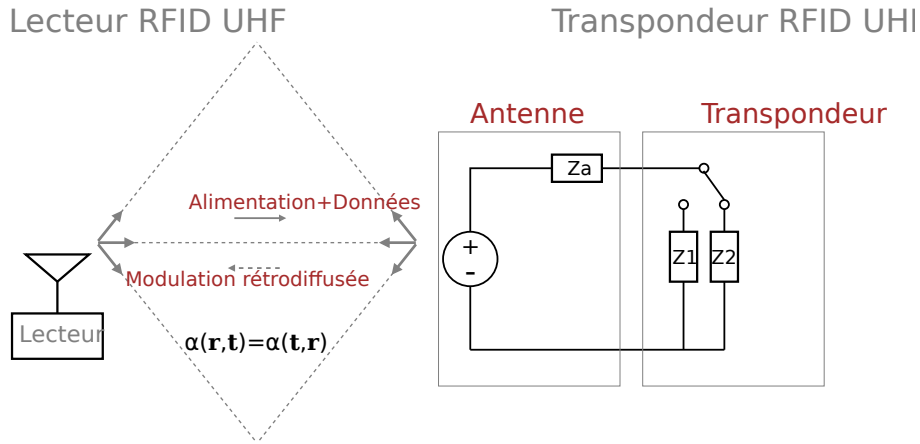 Lecteur RFID UHF
Transpondeur RFID UHF
Antenne
Transpondeur
Za
Alimentation+Données
+
-
Z1
Z2
Modulation rétrodiffusée
Lecteur
α(r,t)=α(t,r)